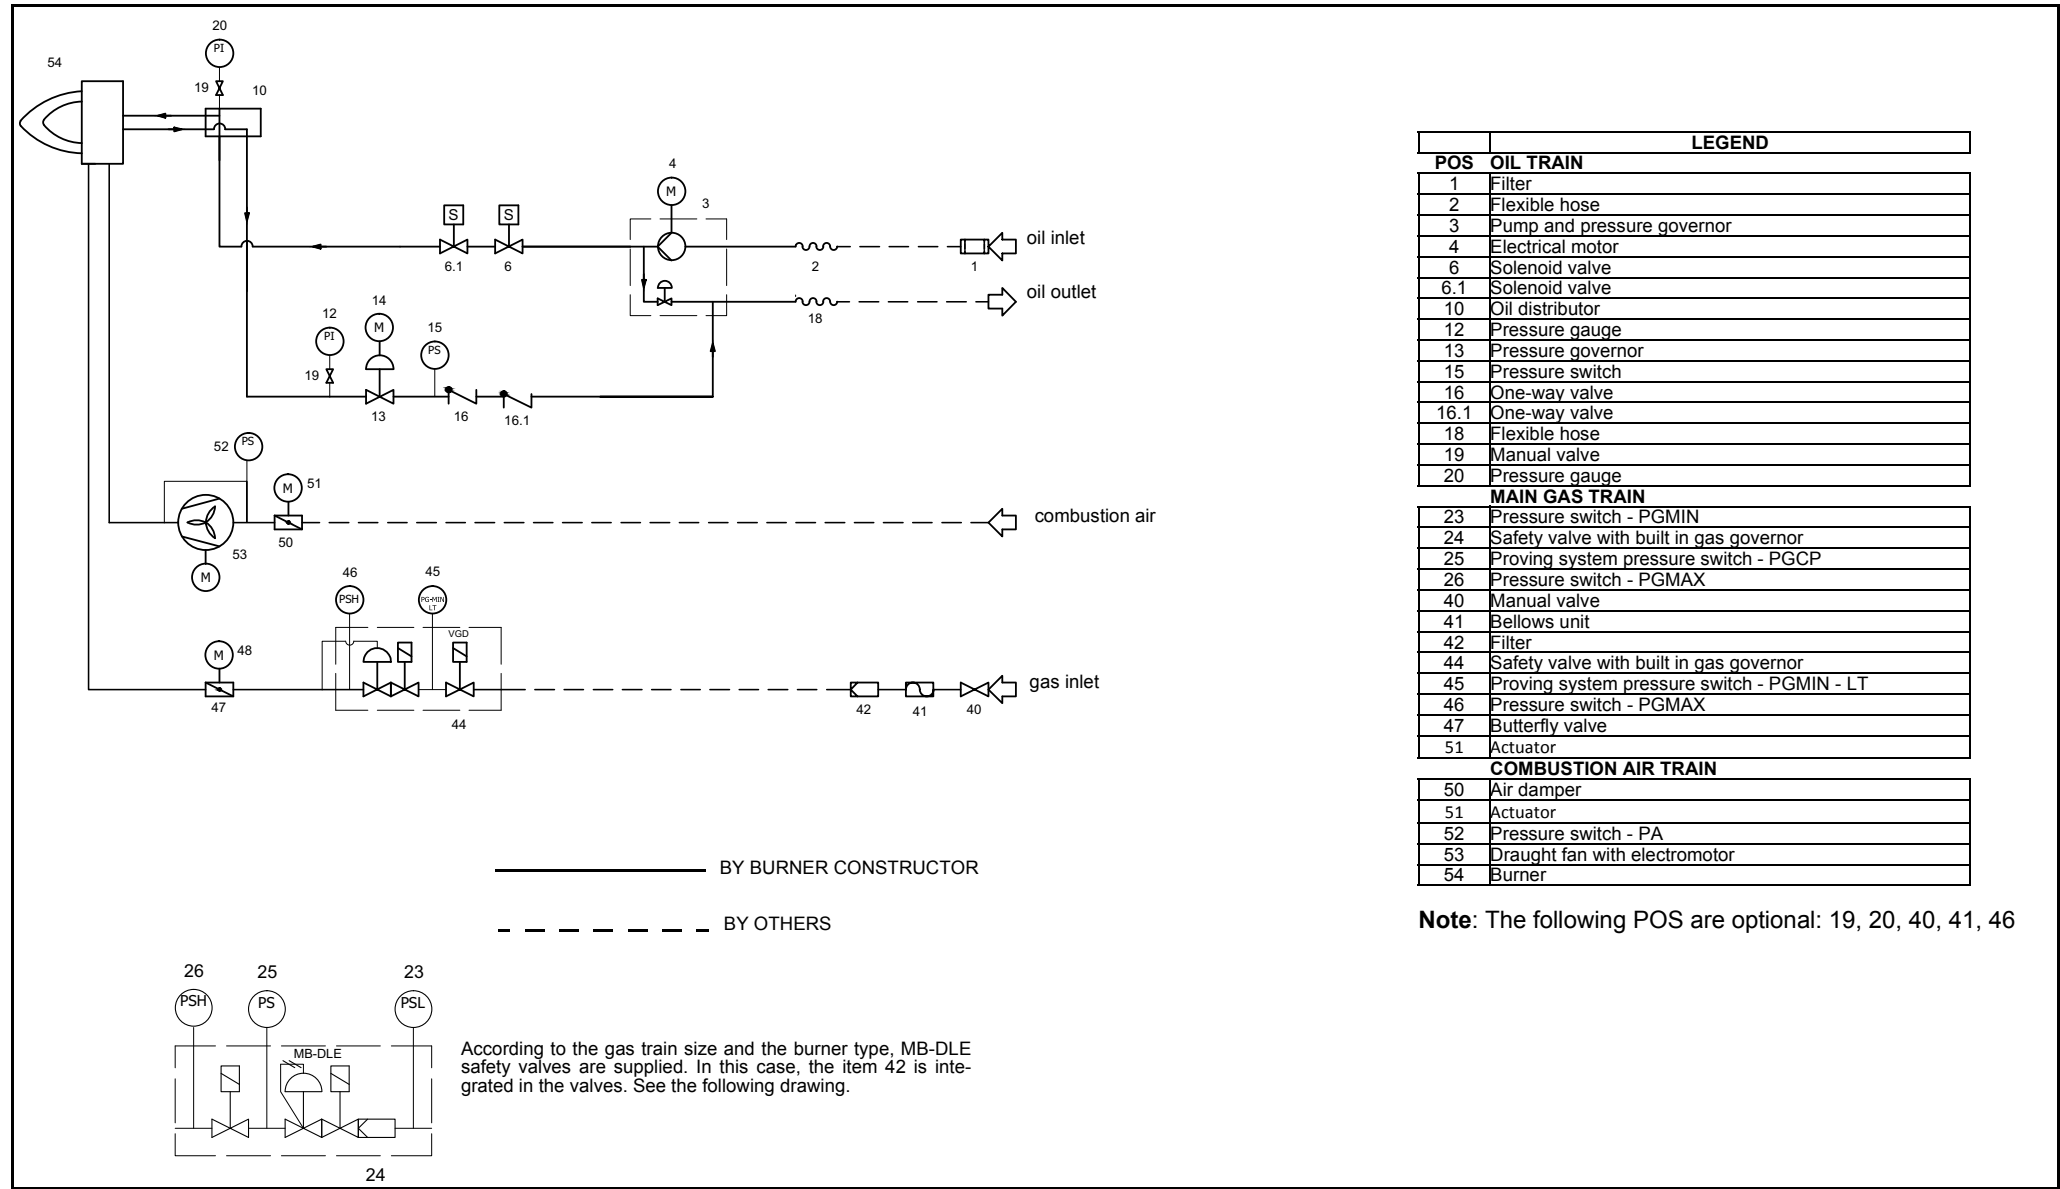 20
PI
54
19
10
4
M
3
S
S
oil inlet
6.1
6
2
1
oil outlet
18
14
12
M
15
PI
PS
19
13
16
16.1
52
PS
M
51
combustion air
50
53
M
46
45
PSH
PG-MIN
LT
VGD
M
48
gas inlet
47
44
42
41
40
BY BURNER CONSTRUCTOR
BY OTHERS
26
25
23
PSH
PS
PSL
MB-DLE
24
According to the gas train size and the burner type, MB-DLE
safety valves are supplied. In this case, the item 42 is inte-
grated in the valves. See the following drawing.
LEGEND
POS OIL TRAIN
1 Filter
2 Flexible hose
3 Pump and pressure governor
4 Electrical motor
6 Solenoid valve
6.1 Solenoid valve
10 Oil distributor
12 Pressure gauge
13 Pressure governor
15 Pressure switch
16 One-way valve
16.1 One-way valve
18 Flexible hose
19 Manual valve
20 Pressure gauge
MAIN GAS TRAIN
23 Pressure switch - PGMIN
24 Safety valve with built in gas governor
25 Proving system pressure switch - PGCP
26 Pressure switch - PGMAX
40 Manual valve
41 Bellows unit
42 Filter
44 Safety valve with built in gas governor
45 Proving system pressure switch - PGMIN - LT
46 Pressure switch - PGMAX
47 Butterfly valve
51 Actuator
COMBUSTION AIR TRAIN
50 Air damper
51 Actuator
52 Pressure switch - PA
53 Draught fan with electromotor
54 Burner
Note: The following POS are optional: 19, 20, 40, 41, 46